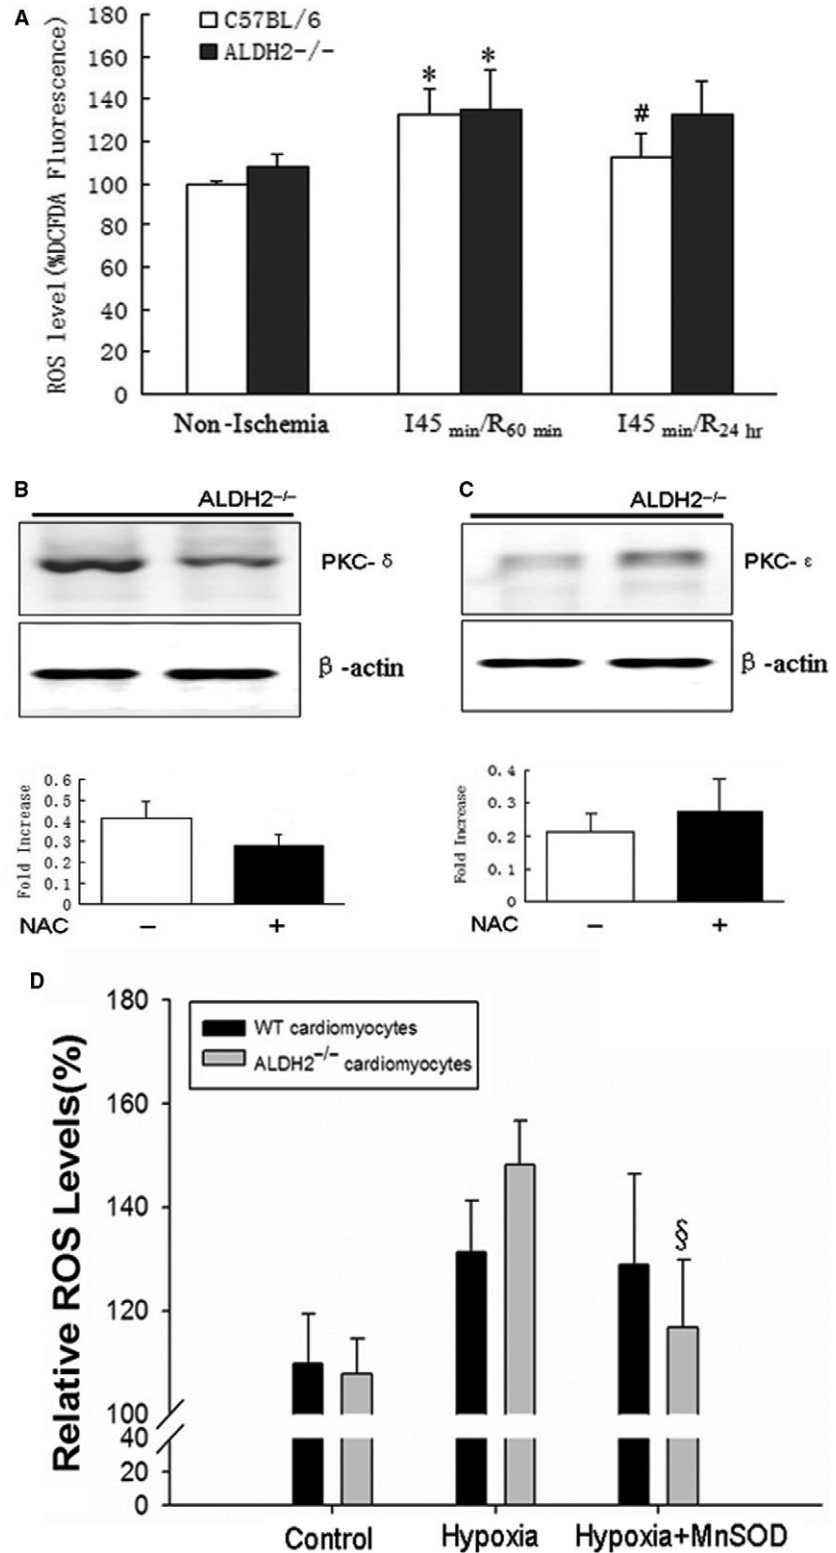 A
180
160
140
120
100
80
60
40
20
0
ROS level(%DCFDA Fluorescence)
C57BL/6
ALDH2-/-
*
*
#
Non-Ischemia
I45 min/R60 min
I45 min/R24 hr
B
ALDH2-/-
PKC- δ
β -actin
0.6
0.5
0.4
0.3
0.2
0.1
0
Fold Increase
NAC
−
+
C
ALDH2-/-
PKC- ε
β -actin
0.4
0.3
0.2
0.1
0
Fold Increase
NAC
−
+
D
180
160
140
120
100
40
20
0
Relative ROS Levels(%)
WT cardiomyocytes
ALDH2-/- cardiomyocytes
§
Control
Hypoxia
Hypoxia+MnSOD